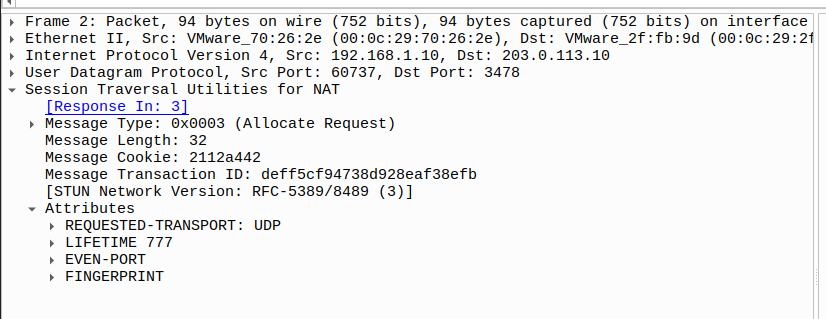 Frame 2: Packet, 94 bytes on wire (752 bits), 94 bytes captured (752 bits) on interface
Ethernet II, Src: VMware_70:26:2e (00:0c:29:70:26:2e), Dst: VMware_2f:fb:9d (00:0c:29:2f
Internet Protocol Version 4, Src: 192.168.1.10, Dst: 203.0.113.10
User Datagram Protocol, Src Port: 60737, Dst Port: 3478
Session Traversal Utilities for NAT
[Response In: 3]
Message Type: 0x0003 (Allocate Request)
Message Length: 32
Message Cookie: 2112a442
Message Transaction ID: deff5cf94738d928eaf38efb
[STUN Network Version: RFC-5389/8489 (3)]
Attributes
REQUESTED-TRANSPORT: UDP
LIFETIME 777
EVEN-PORT
FINGERPRINT